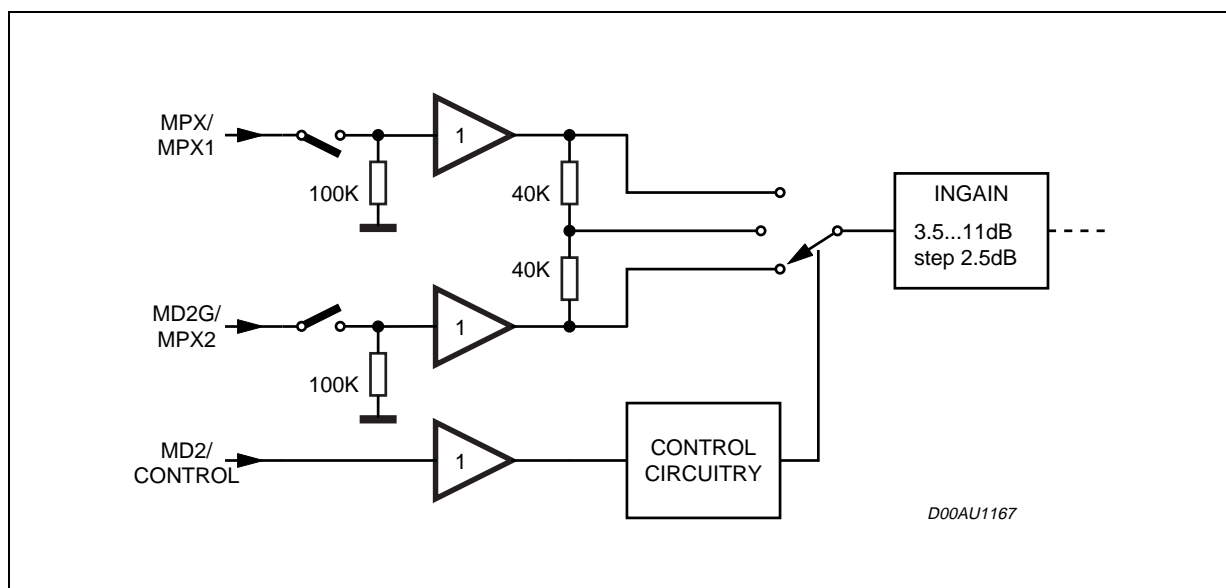 MPX/
MPX1
1
100K
40K
INGAIN
3.5...11dB
step 2.5dB
40K
MD2G/
MPX2
1
100K
MD2/
CONTROL
1
CONTROL
CIRCUITRY
D00AU1167